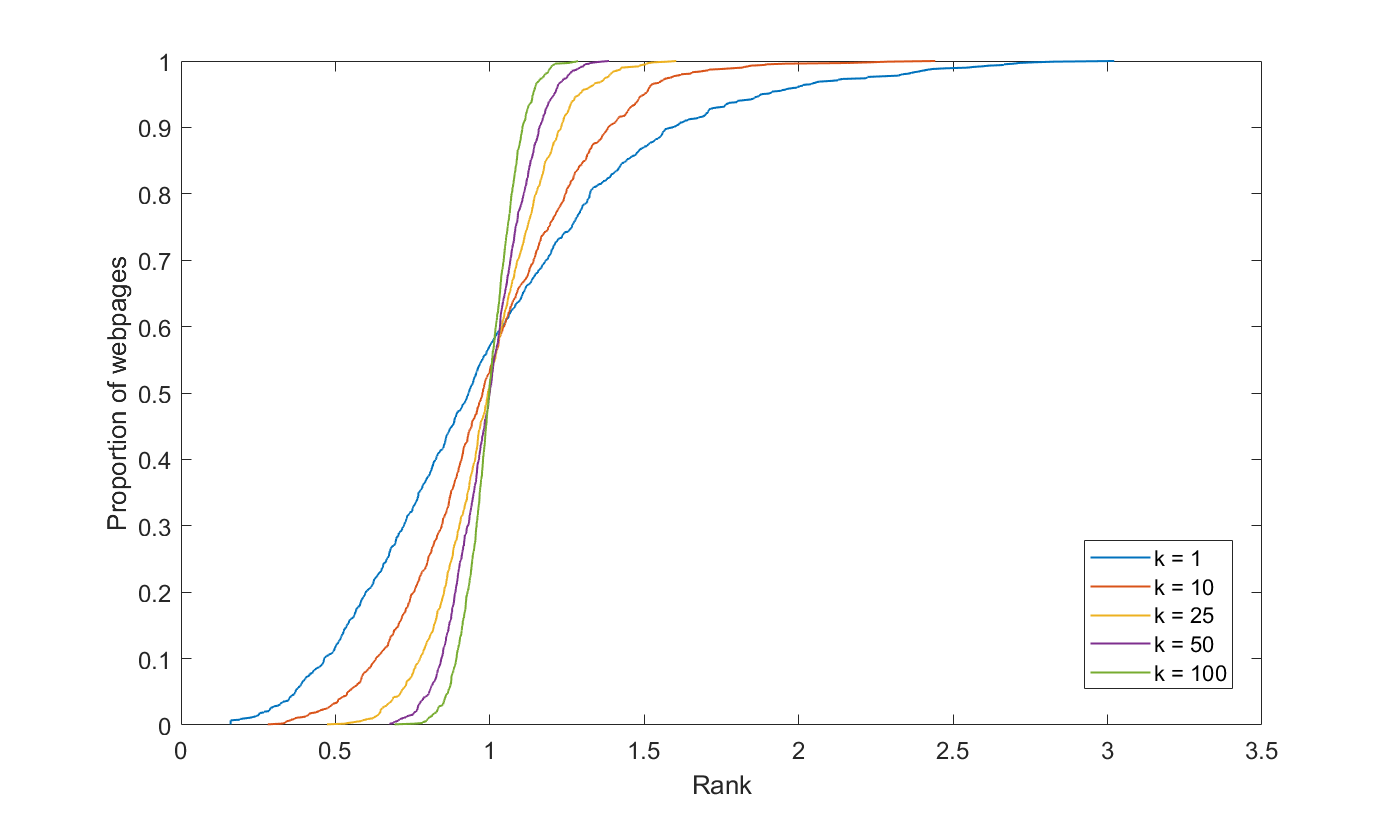 1
0.9
0.8
0.7
0.6
0.5
0.4
0.3
0.2
0.1
0
Proportion of webpages
0 0.5 1 1.5 2 2.5 3 3.5
Rank
k = 1
k = 10
k = 25
k = 50
k = 100